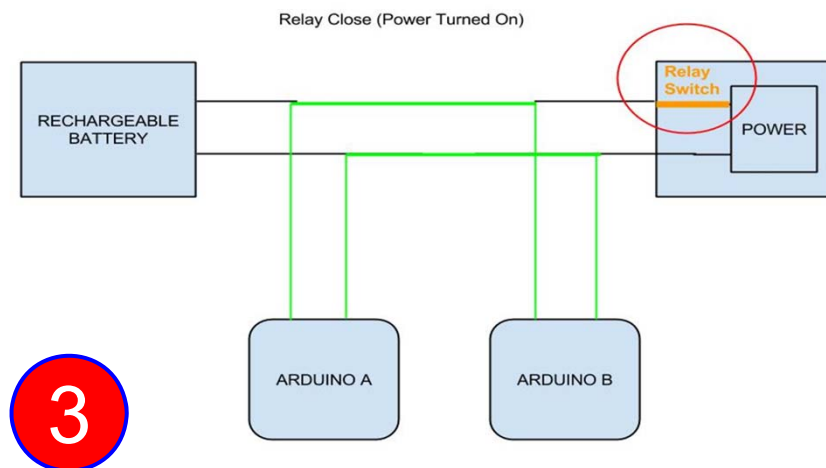 Relay Close (Power Turned On)
Relay
Switch
RECHARGEABLE
BATTERY
POWER
ARDUINO A
ARDUINO B
3